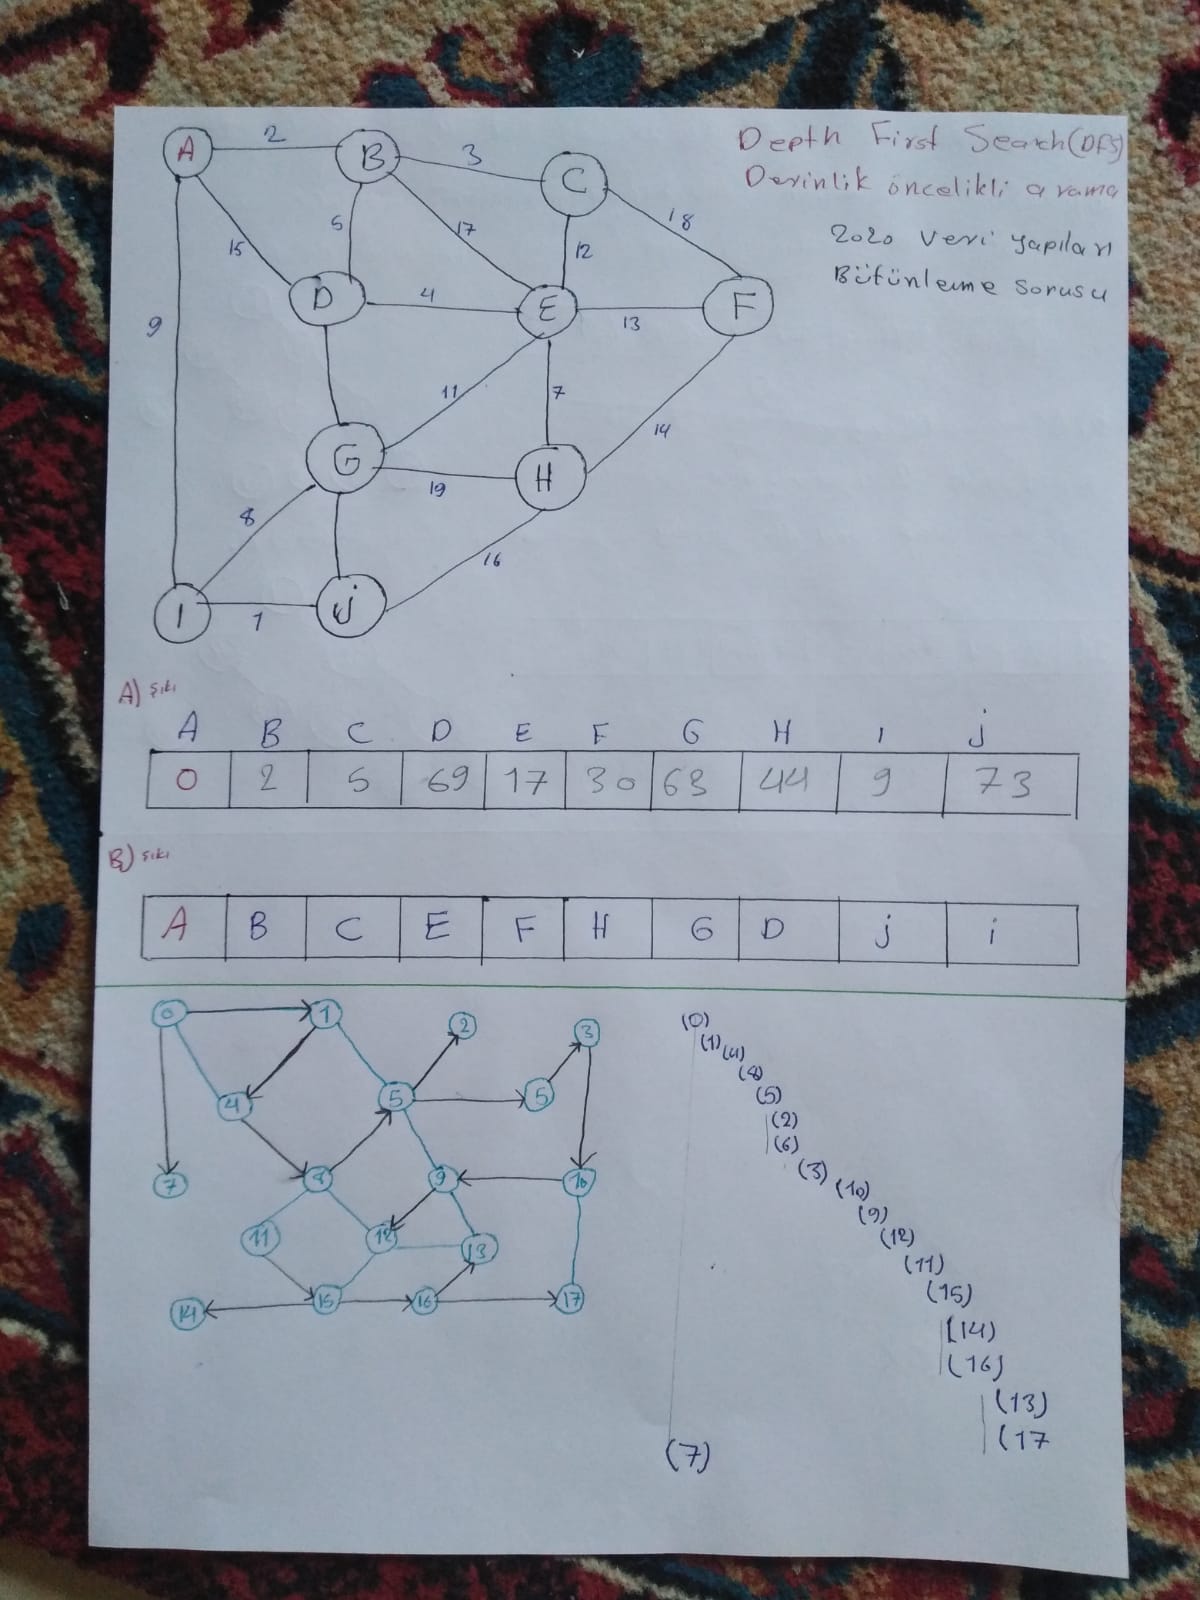 Depth First Search (DFS)
Derinlik öncelikli arama
2020 Veri yapıları
Bütünleme sorusu
A 2 B 3 C 18
15 5 17 12
D 4 E 13 F
9
11 7
14
G 19 H
8
16
I 1 j
A) şıkı
A B C D E F G H I j
0 2 5 69 17 30 63 44 9 73
B) şıkı
A B C E F H G D j i
0 1 2 3
4 5 5
7 8 9 10
11 12 13
14 15 16 17
(0)
(1) (4)
(8)
(5)
(2)
(6)
(3) (10)
(9)
(12)
(11)
(15)
(14)
(16)
(13)
(17
(7)